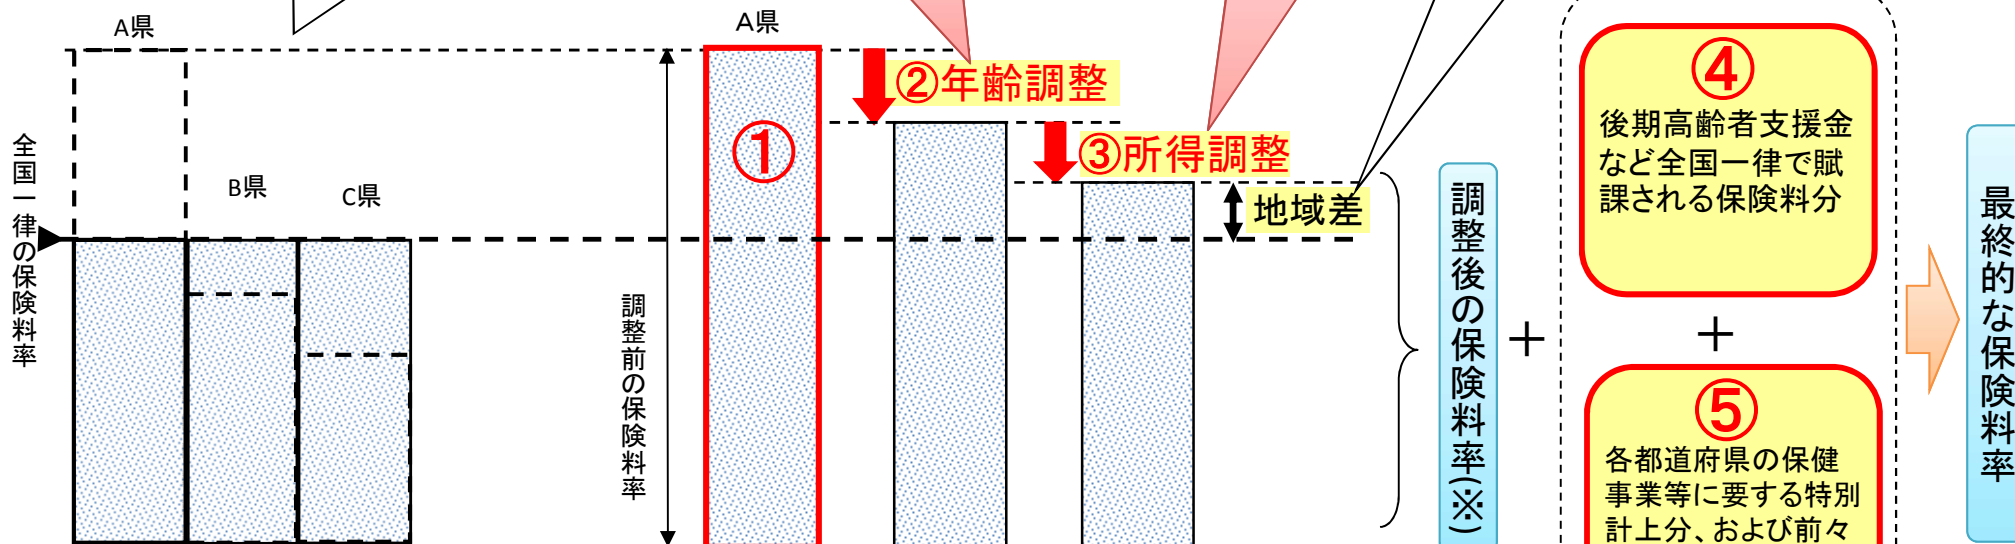 A県
全国一律の保険料率
B県
C県
調整前の保険料率
A県
①
②年齢調整
③所得調整
地域差
調整後の保険料率(※)
＋
④
後期高齢者支援金
など全国一律で賦
課される保険料分
＋
⑤
各都道府県の保健
事業等に要する特別
計上分、および前々
最終的な保険料率